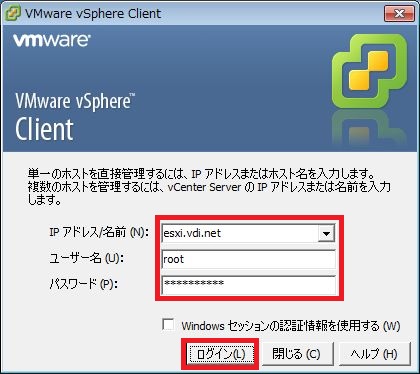 VMware vSphere Client
vmware®
VMware vSphere™
Client
単一のホストを直接管理するには、IP アドレスまたはホスト名を入力します。
複数のホストを管理するには、vCenter Server の IP アドレスまたは名前を入力
します。
IP アドレス/名前 (N): esxi.vdi.net
ユーザー名 (U): root
パスワード (P): **********
Windows セッションの認証情報を使用する (W)
ログイン(L) 閉じる (C) ヘルプ (H)